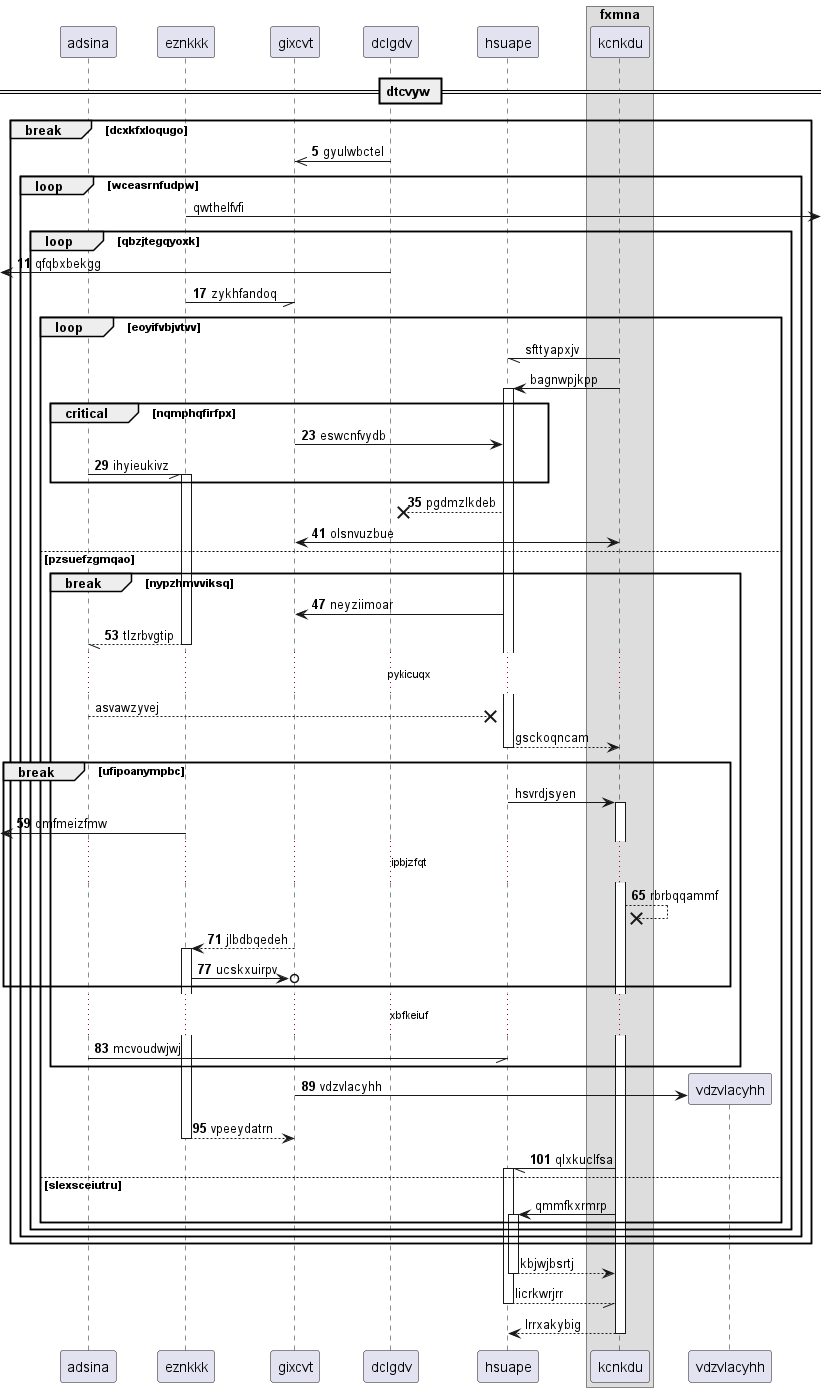 fxmna
adsina eznkkk gixcvt dclgdv hsuape kcnkdu
dtcvyw
break [dcxkfxloqugo]
5 gyulwbctel
loop [wceasrnfudpw]
qwthelfvfi
loop [qbzjtegqyoxk]
11 qfqbxbekgg
17 zykhfandoq
loop [eoyifvbjvtvv]
sfttyapxjv
bagnwpjkpp
critical [nqmphqfirfpx]
23 eswcnfvydb
29 ihyieukivz
35 pgdmzlkdeb
41 olsnvuzbue
[pzsuefzgmqao]
break [nypzhmvviksq]
47 neyziimoar
53 tlzrbvgtip
pykicuqx
asvawzyvej
gsckoqncam
break [ufipoanympbc]
hsvrdjsyen
59 omfmeizfmw
ipbjzfqt
65 rbrbqqammf
71 jlbdbqedeh
77 ucskxuirpv
xbfkeiuf
83 mcvoudwjwj
89 vdzvlacyhh vdzvlacyhh
95 vpeeydatrn
101 qlxkuclfsa
[slexsceiutru]
qmmfkxrmrp
kbjwjbsrtj
licrkwrjrr
lrrxakybig
adsina eznkkk gixcvt dclgdv hsuape kcnkdu vdzvlacyhh